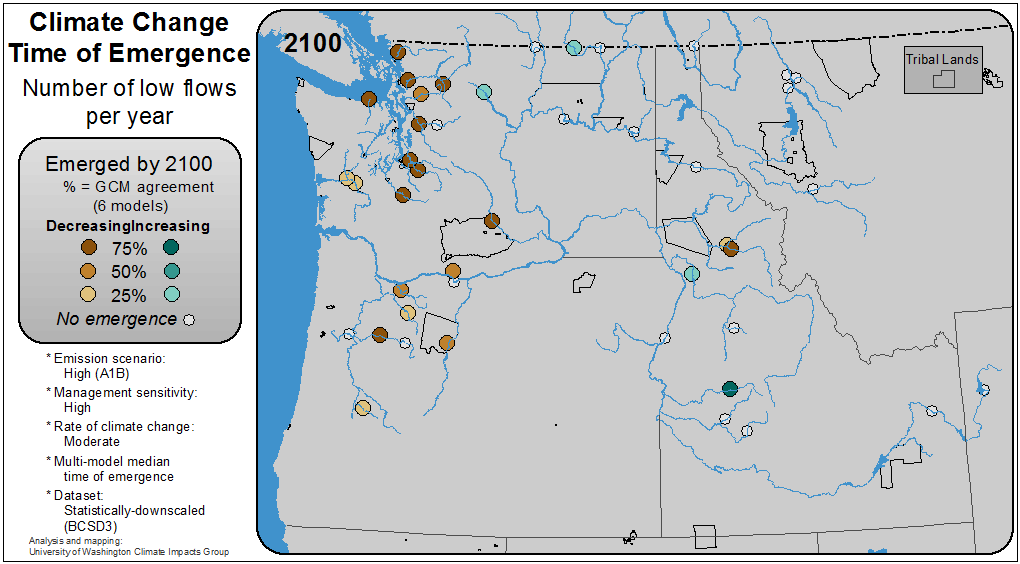 Climate Change
Time of Emergence
Number of low flows
per year
Emerged by 2100
% = GCM agreement
(6 models)
DecreasingIncreasing
75%
50%
25%
No emergence
* Emission scenario:
High (A1B)
* Management sensitivity:
High
* Rate of climate change:
Moderate
* Multi-model median
time of emergence
* Dataset:
Statistically-downscaled
(BCSD3)
Analysis and mapping:
University of Washington Climate Impacts Group
2100
Tribal Lands